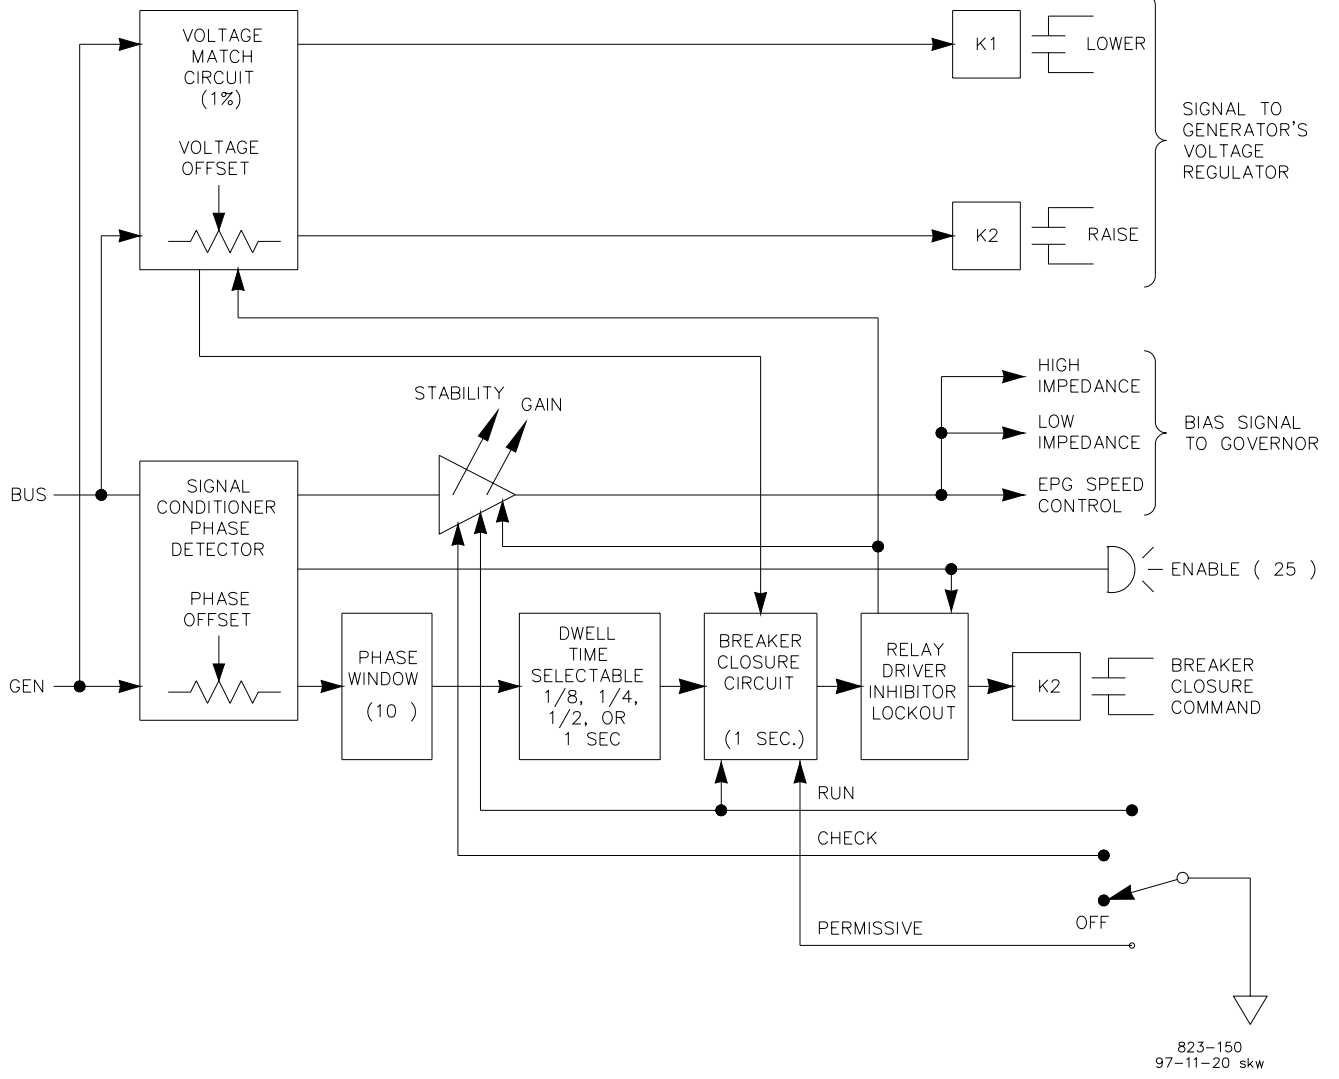 VOLTAGE
MATCH
CIRCUIT
(1%)
VOLTAGE
OFFSET
K1
LOWER
K2
RAISE
SIGNAL TO
GENERATOR'S
VOLTAGE
REGULATOR
STABILITY
GAIN
HIGH
IMPEDANCE
LOW
IMPEDANCE
EPG SPEED
CONTROL
BIAS SIGNAL
TO GOVERNOR
BUS
SIGNAL
CONDITIONER
PHASE
DETECTOR
PHASE
OFFSET
ENABLE ( 25 )
GEN
PHASE
WINDOW
(10 )
DWELL
TIME
SELECTABLE
1/8, 1/4,
1/2, OR
1 SEC
BREAKER
CLOSURE
CIRCUIT
(1 SEC.)
RELAY
DRIVER
INHIBITOR
LOCKOUT
K2
BREAKER
CLOSURE
COMMAND
RUN
CHECK
OFF
PERMISSIVE
823-150
97-11-20 skw